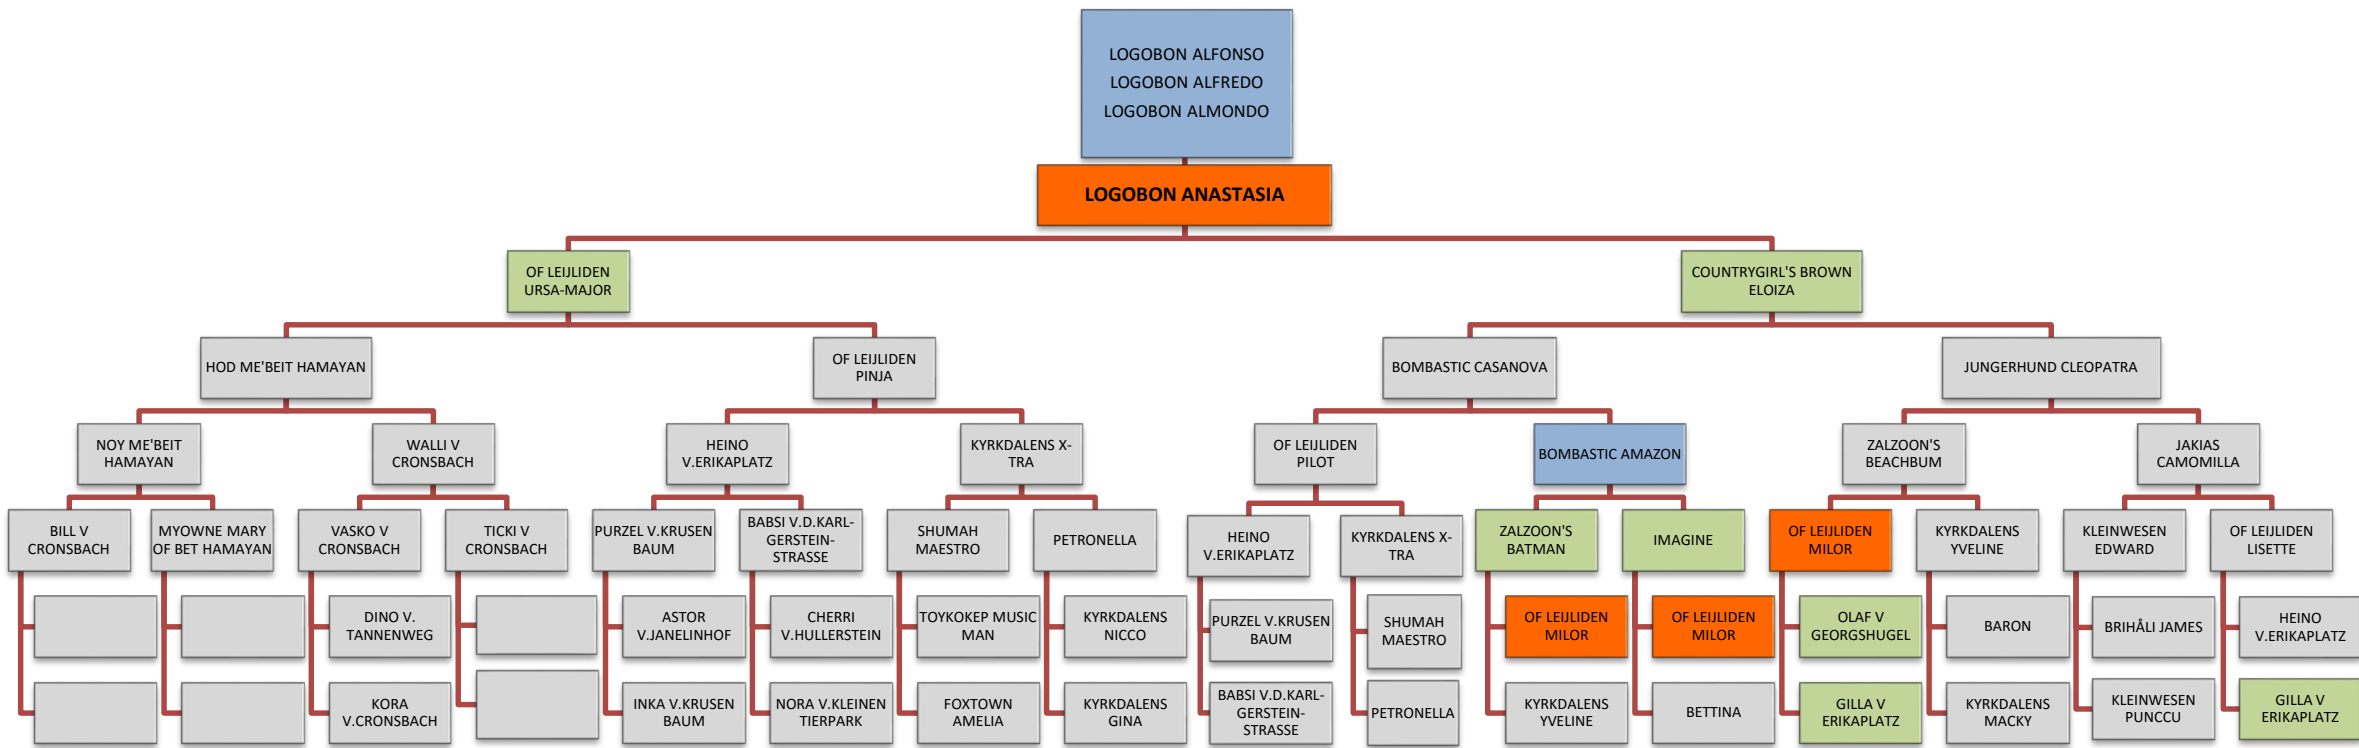 LOGOBON ALFONSO
LOGOBON ALFREDO
LOGOBON ALMONDO
LOGOBON ANASTASIA
OF LEIJLIDEN
URSA-MAJOR
COUNTRYGIRL'S BROWN
ELOIZA
HOD ME'BEIT HAMAYAN
OF LEIJLIDEN
PINJA
BOMBASTIC CASANOVA
JUNGERHUND CLEOPATRA
NOY ME'BEIT
HAMAYAN
WALLI V
CRONSBACH
HEINO
V.ERIKAPLATZ
KYRKDALENS X-
TRA
OF LEIJLIDEN
PILOT
BOMBASTIC AMAZON
ZALZOON'S
BEACHBUM
JAKIAS
CAMOMILLA
BILL V
CRONSBACH
MYOWNE MARY
OF BET HAMAYAN
VASKO V
CRONSBACH
TICKI V
CRONSBACH
PURZEL V.KRUSEN
BAUM
BABSI V.D.KARL-
GERSTEIN-
STRASSE
SHUMAH
MAESTRO
PETRONELLA
HEINO
V.ERIKAPLATZ
KYRKDALENS X-
TRA
ZALZOON'S
BATMAN
IMAGINE
OF LEIJLIDEN
MILOR
KYRKDALENS
YVELINE
KLEINWESEN
EDWARD
OF LEIJLIDEN
LISETTE
DINO V.
TANNENWEG
ASTOR
V.JANELINHOF
CHERRI
V.HULLERSTEIN
TOYKOKEP MUSIC
MAN
KYRKDALENS
NICCO
PURZEL V.KRUSEN
BAUM
SHUMAH
MAESTRO
OF LEIJLIDEN
MILOR
OF LEIJLIDEN
MILOR
OLAF V
GEORGSHUGEL
BARON
BRIHÅLI JAMES
HEINO
V.ERIKAPLATZ
KORA
V.CRONSBACH
INKA V.KRUSEN
BAUM
NORA V.KLEINEN
TIERPARK
FOXTOWN
AMELIA
KYRKDALENS
GINA
BABSI V.D.KARL-
GERSTEIN-
STRASSE
PETRONELLA
KYRKDALENS
YVELINE
BETTINA
GILLA V
ERIKAPLATZ
KYRKDALENS
MACKY
KLEINWESEN
PUNCCU
GILLA V
ERIKAPLATZ